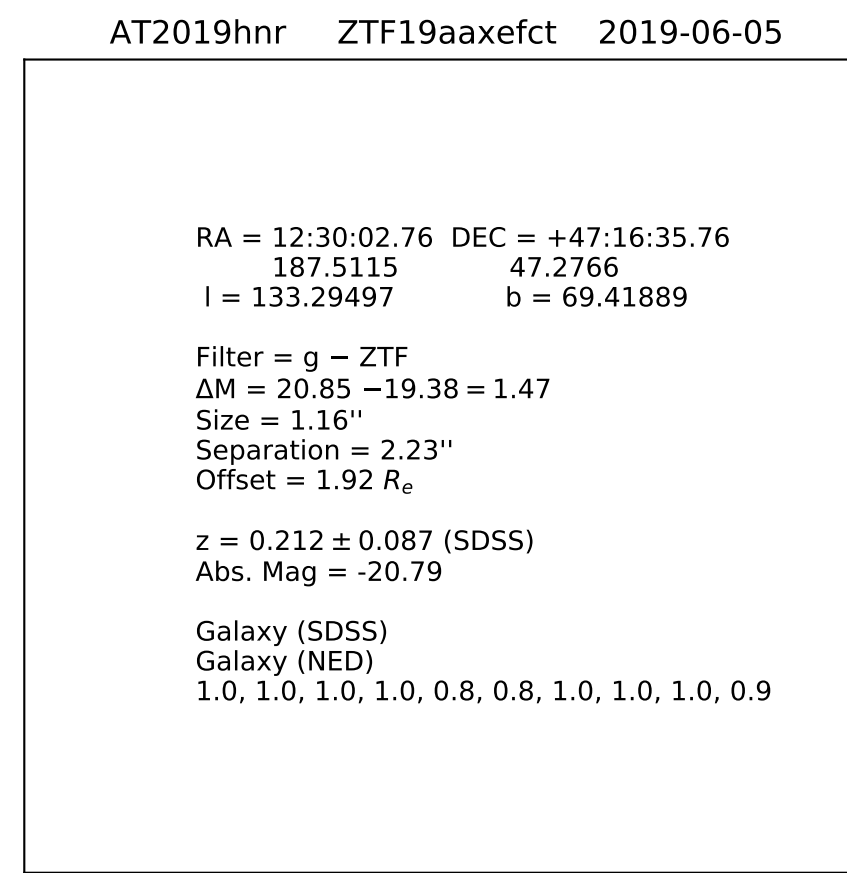 AT2019hnr ZTF19aaxefct 2019-06-05
RA = 12:30:02.76 DEC = +47:16:35.76
187.5115 47.2766
l = 133.29497 b = 69.41889
Filter = g − ZTF
ΔM = 20.85 −19.38 = 1.47
Size = 1.16''
Separation = 2.23''
Offset = 1.92 Rₑ
z = 0.212 ± 0.087 (SDSS)
Abs. Mag = -20.79
Galaxy (SDSS)
Galaxy (NED)
1.0, 1.0, 1.0, 1.0, 0.8, 0.8, 1.0, 1.0, 1.0, 0.9